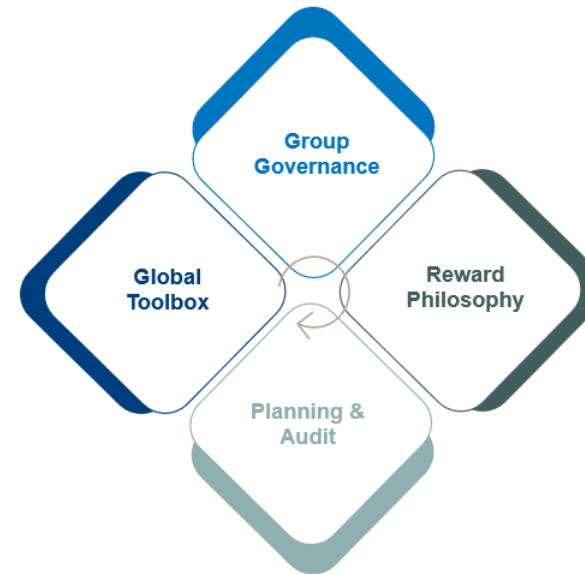 Group
Governance
Global
Toolbox
Reward
Philosophy
Planning &
Audit